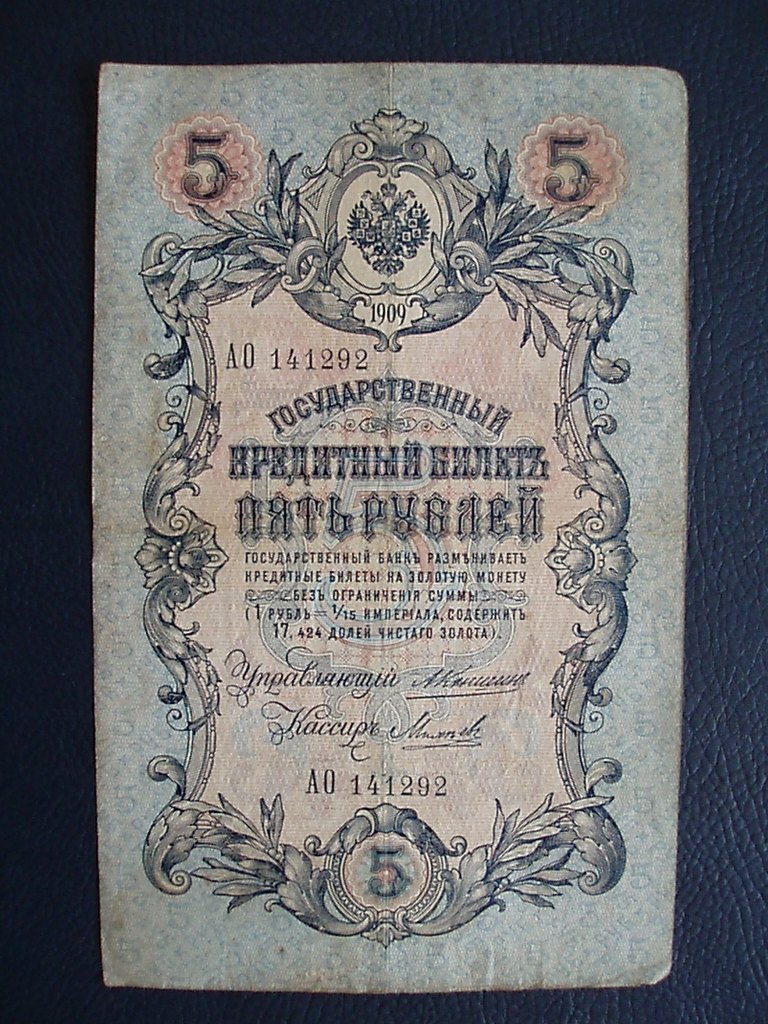 5 5
1909
АО 141292
ГОСУДАРСТВЕННЫЙ
КРЕДИТНЫЙ БИЛЕТЪ
ПЯТЬ РУБЛЕЙ
ГОСУДАРСТВЕННЫЙ БАНКЪ РАЗМѢНИВАЕТЪ
КРЕДИТНЫЕ БИЛЕТЫ НА ЗОЛОТУЮ МОНЕТУ
БЕЗЪ ОГРАНИЧЕНІЯ СУММЫ
(1 РУБЛЬ = 1/15 ИМПЕРІАЛА, СОДЕРЖИТЪ
17,424 ДОЛЕЙ ЧИСТАГО ЗОЛОТА).
Управляющій
Кассиръ
АО 141292
5